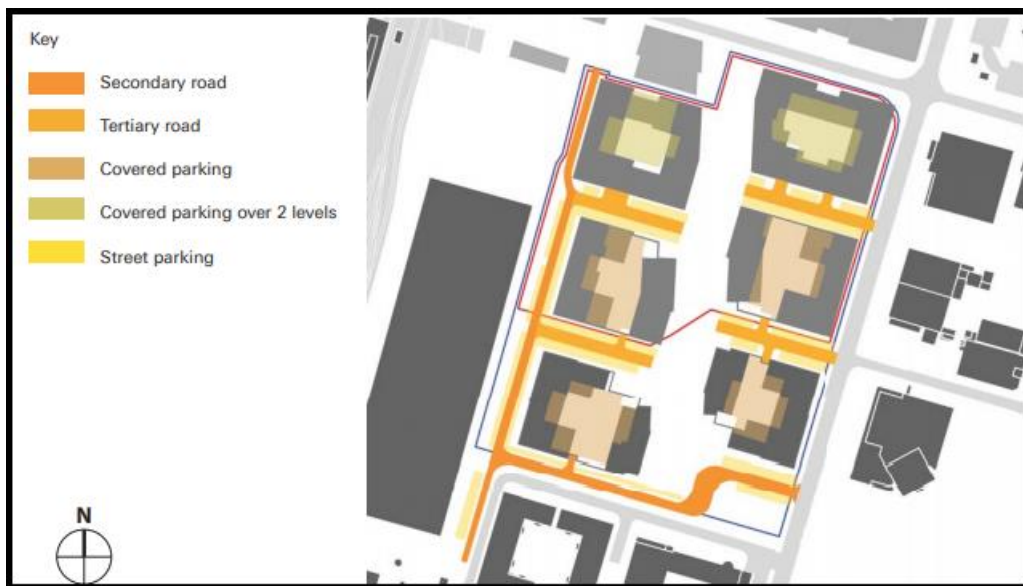 Key
Secondary road
Tertiary road
Covered parking
Covered parking over 2 levels
Street parking
N